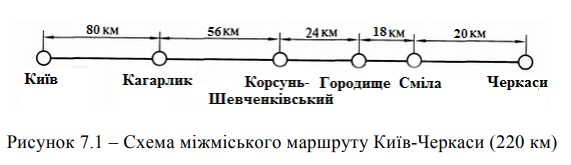 80 км 56 км 24 км 18 км 20 км
Київ Кагарлик Корсунь- Городище Сміла Черкаси
Шевченківський
Рисунок 7.1 – Схема міжміського маршруту Київ-Черкаси (220 км)